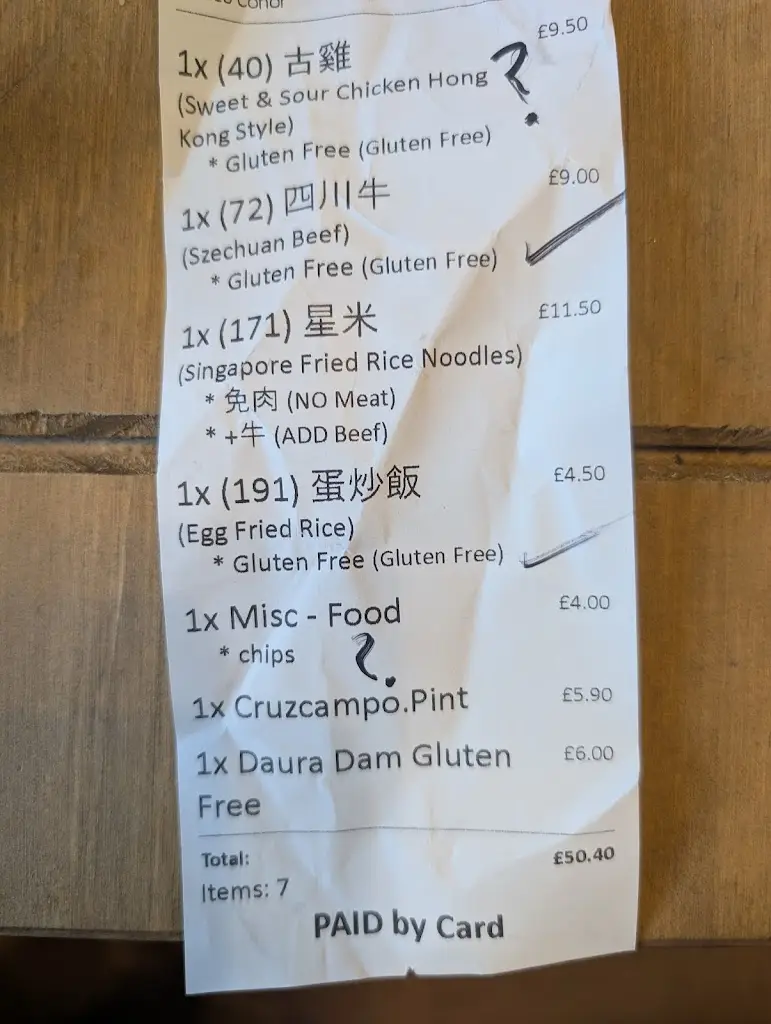 Conor
£9.50
1x (40) 古雞
(Sweet & Sour Chicken Hong
Kong Style)
* Gluten Free (Gluten Free)
?
£9.00
1x (72) 四川牛
(Szechuan Beef)
* Gluten Free (Gluten Free)
£11.50
1x (171) 星米
(Singapore Fried Rice Noodles)
* 免肉 (NO Meat)
* +牛 (ADD Beef)
£4.50
1x (191) 蛋炒飯
(Egg Fried Rice)
* Gluten Free (Gluten Free)
1x Misc - Food £4.00
* chips ?
1x Cruzcampo.Pint £5.90
1x Daura Dam Gluten £6.00
Free
Total: £50.40
Items: 7
PAID by Card